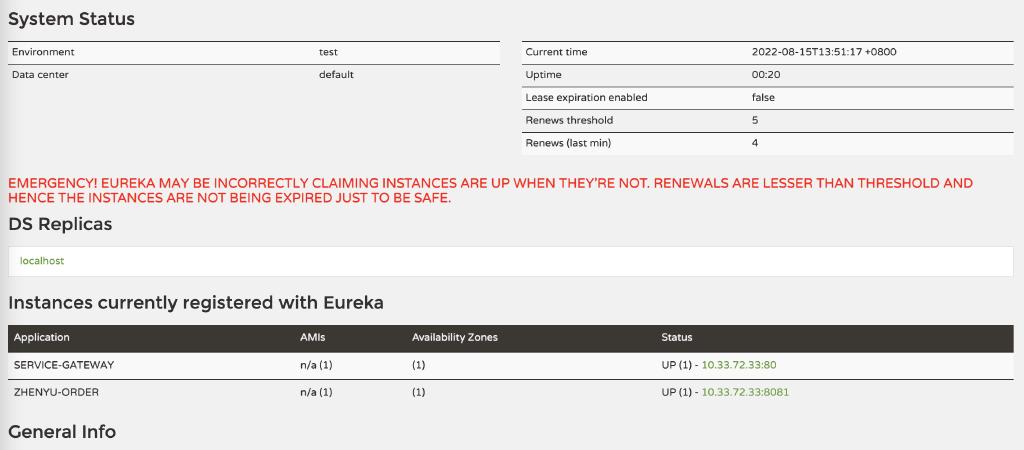 System Status
Environment test
Data center default
Current time 2022-08-15T13:51:17 +0800
Uptime 00:20
Lease expiration enabled false
Renews threshold 5
Renews (last min) 4
EMERGENCY! EUREKA MAY BE INCORRECTLY CLAIMING INSTANCES ARE UP WHEN THEY'RE NOT. RENEWALS ARE LESSER THAN THRESHOLD AND
HENCE THE INSTANCES ARE NOT BEING EXPIRED JUST TO BE SAFE.
DS Replicas
localhost
Instances currently registered with Eureka
Application AMIs Availability Zones Status
SERVICE-GATEWAY n/a (1) (1) UP (1) - 10.33.72.33:80
ZHENYU-ORDER n/a (1) (1) UP (1) - 10.33.72.33:8081
General Info